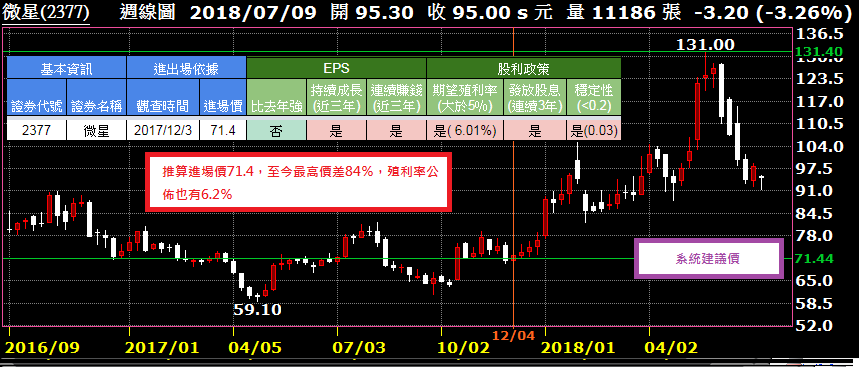 微星(2377) 週線圖 2018/07/09 開 95.30 收 95.00 s 元 量 11186 張 -3.20 (-3.26%)
136.5
131.00
131.40
基本資訊 進出場依據 EPS 股利政策
證券代號 證券名稱 觀查時間 進場價 比去年強 持續成長 連續賺錢 期望殖利率 發放股息 穩定性
(近三年) (近三年) (大於5%) (連續3年) (<0.2)
2377 微星 2017/12/3 71.4 否 是 是 是( 6.01%) 是 是(0.03)
123.5
117.0
110.5
104.0
97.5
91.0
84.5
78.0
71.44
65.0
58.5
52.0
推算進場價71.4，至今最高價差84%，殖利率公
佈也有6.2%
系統建議價
59.10
12/04
2016/09 2017/01 04/05 07/03 10/02 2018/01 04/02